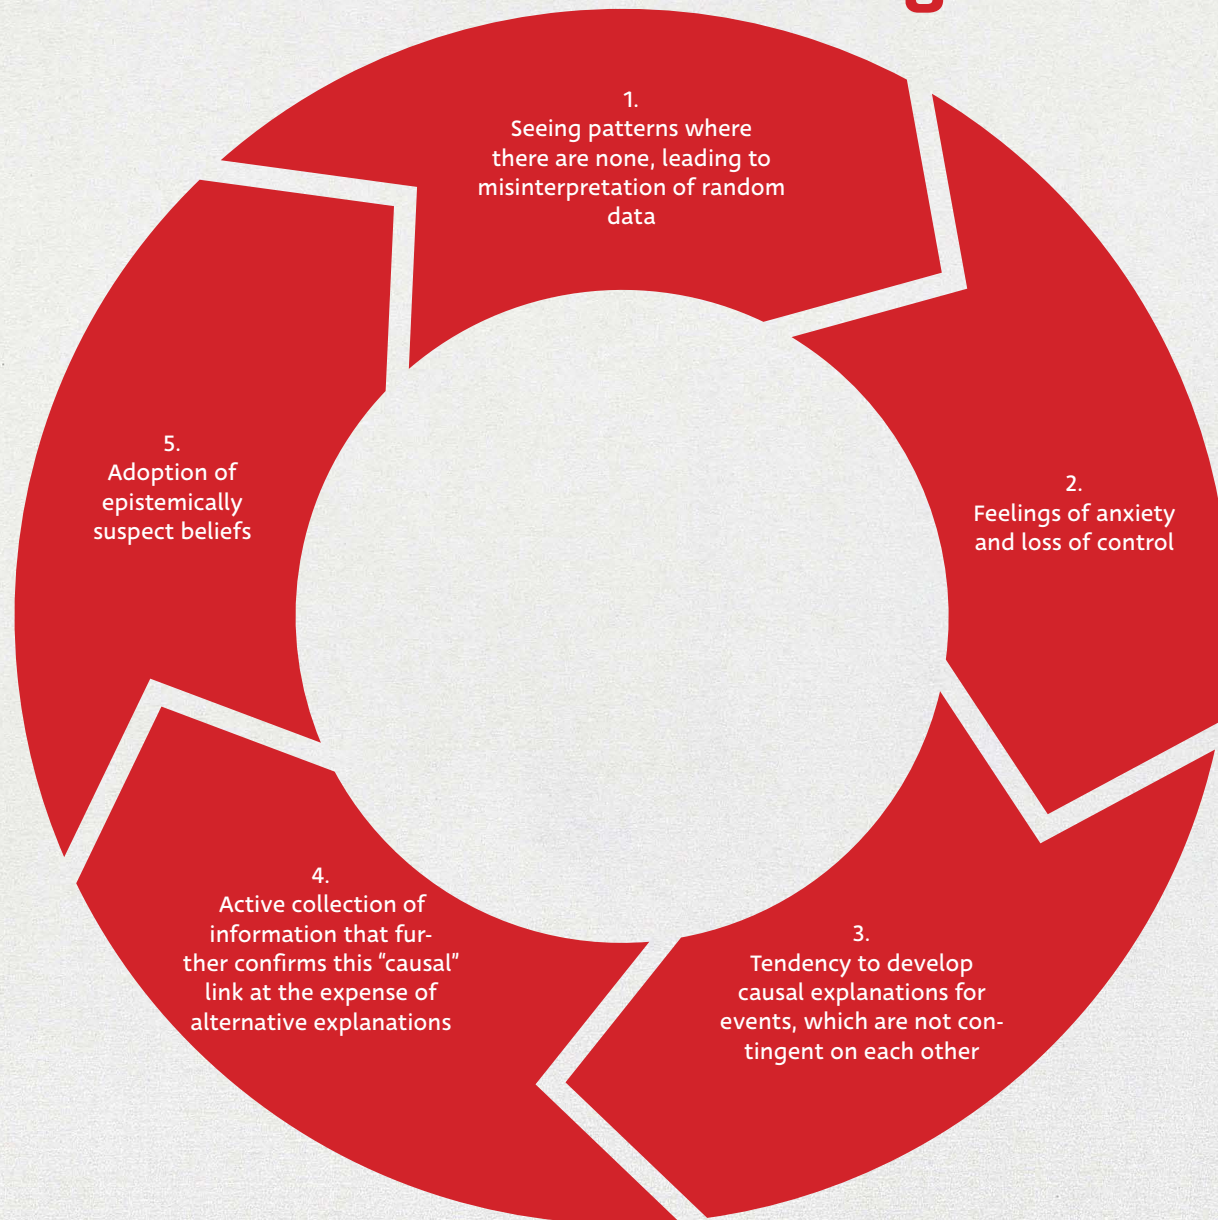 1.
Seeing patterns where
there are none, leading to
misinterpretation of random
data
2.
Feelings of anxiety
and loss of control
3.
Tendency to develop
causal explanations for
events, which are not con-
tingent on each other
4.
Active collection of
information that fur-
ther confirms this “causal”
link at the expense of
alternative explanations
5.
Adoption of
epistemically
suspect beliefs